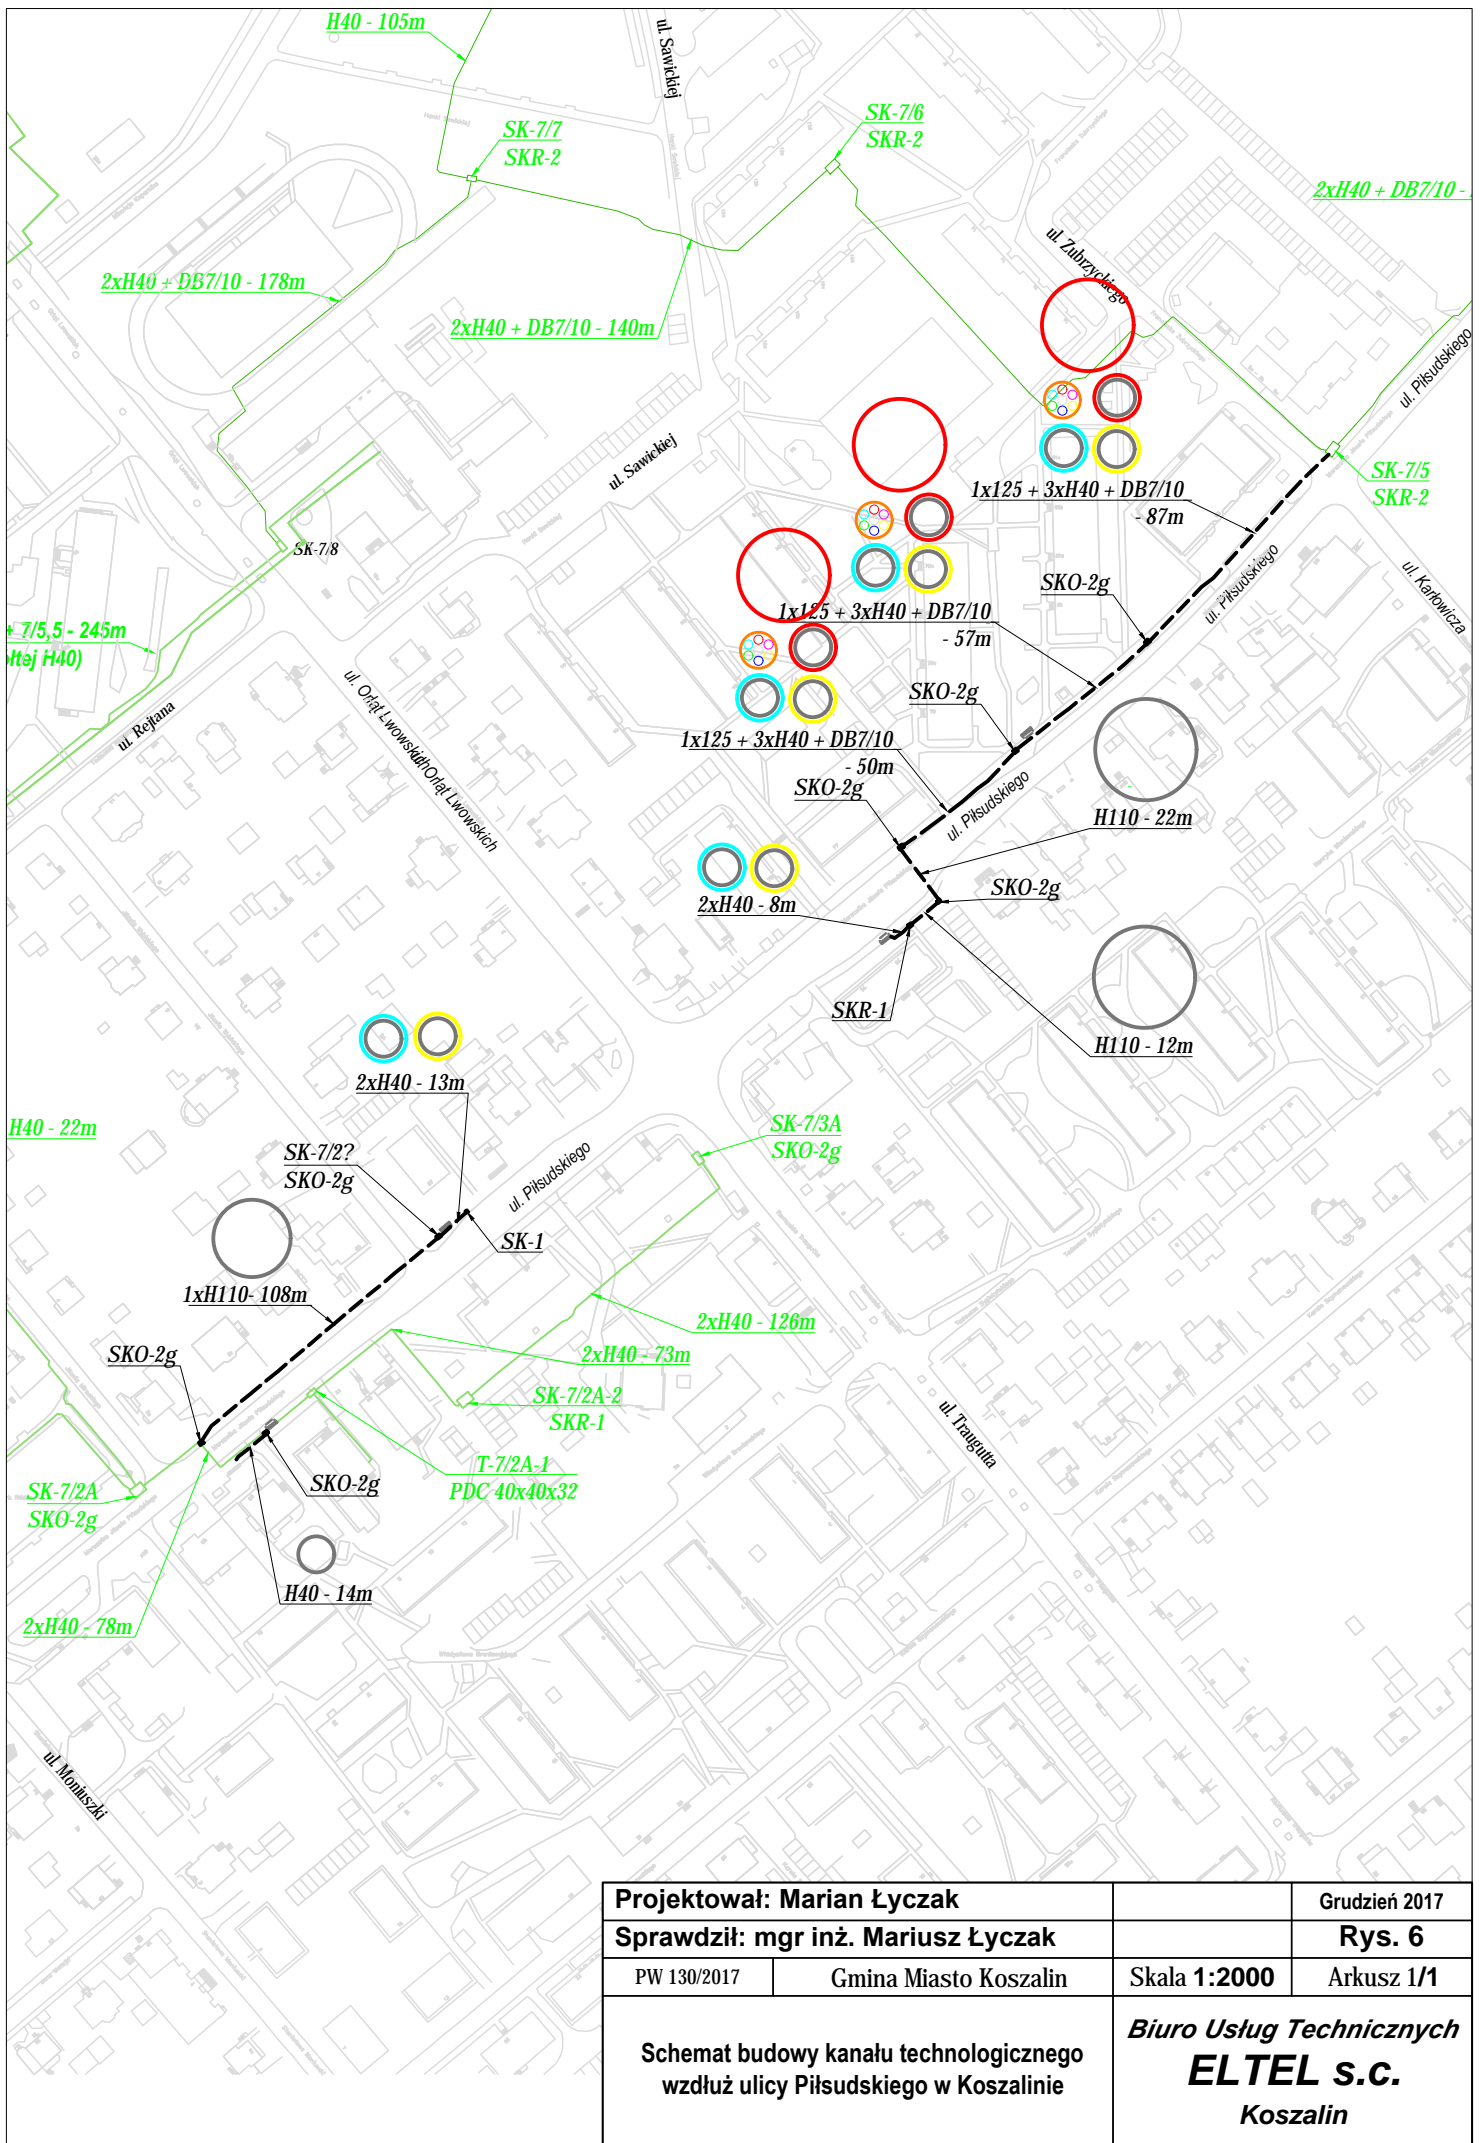 H40 - 105m
ul. Sawickiej
SK-7/7
SKR-2
SK-7/6
SKR-2
2xH40 + DB7/10 -
ul. Zubrzyckiego
2xH40 + DB7/10 - 178m
2xH40 + DB7/10 - 140m
ul. Piłsudskiego
ul. Sawickiej
SK-7/5
SKR-2
1x125 + 3xH40 + DB7/10
- 87m
SK-7/8
SKO-2g
ul. Piłsudskiego
ul. Karłowicza
1x125 + 3xH40 + DB7/10
- 57m
+ 7/5,5 - 245m
ołtej H40)
ul. Rejtana
ul. Orląt Lwowskich
ul. Orląt Lwowskich
SKO-2g
1x125 + 3xH40 + DB7/10
- 50m
SKO-2g
ul. Piłsudskiego
H110 - 22m
SKO-2g
2xH40 - 8m
SKR-1
H110 - 12m
2xH40 - 13m
H40 - 22m
SK-7/3A
SKO-2g
SK-7/2?
SKO-2g
ul. Piłsudskiego
SK-1
1xH110- 108m
2xH40 - 126m
SKO-2g
2xH40 - 73m
SK-7/2A-2
SKR-1
ul. Traugutta
T-7/2A-1
PDC 40x40x32
SKO-2g
SK-7/2A
SKO-2g
H40 - 14m
2xH40 - 78m
ul. Moniuszki
Projektował: Marian Łyczak
Grudzień 2017
Sprawdził: mgr inż. Mariusz Łyczak
Rys. 6
PW 130/2017
Gmina Miasto Koszalin
Skala 1:2000
Arkusz 1/1
Schemat budowy kanału technologicznego
wzdłuż ulicy Piłsudskiego w Koszalinie
Biuro Usług Technicznych
ELTEL s.c.
Koszalin